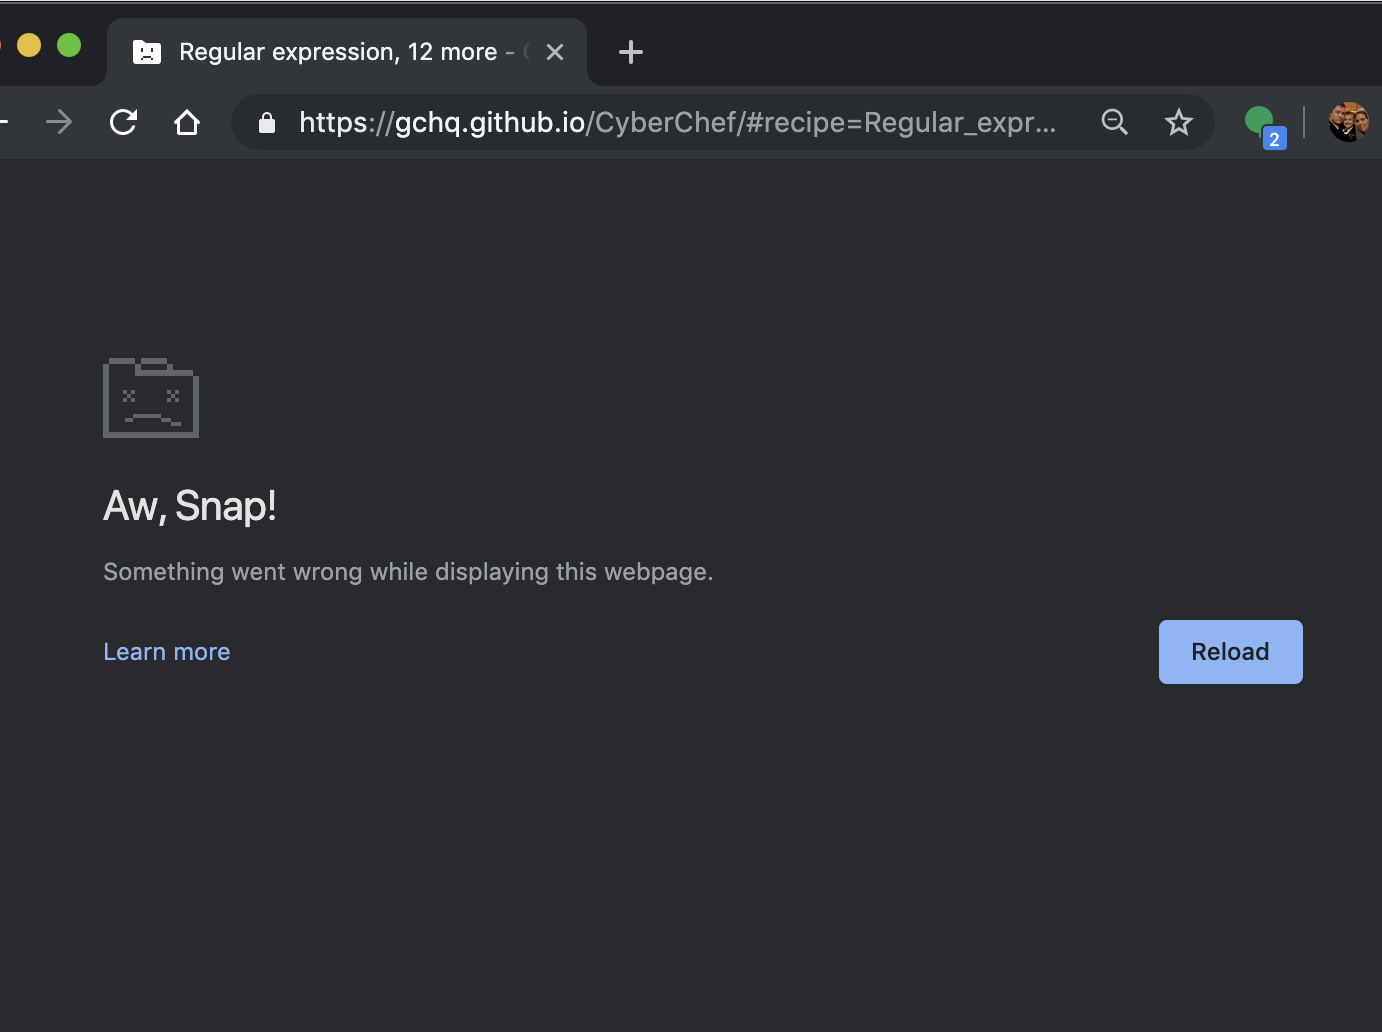 Regular expression, 12 more -
https://gchq.github.io/CyberChef/#recipe=Regular_expr...
2
Aw, Snap!
Something went wrong while displaying this webpage.
Learn more
Reload